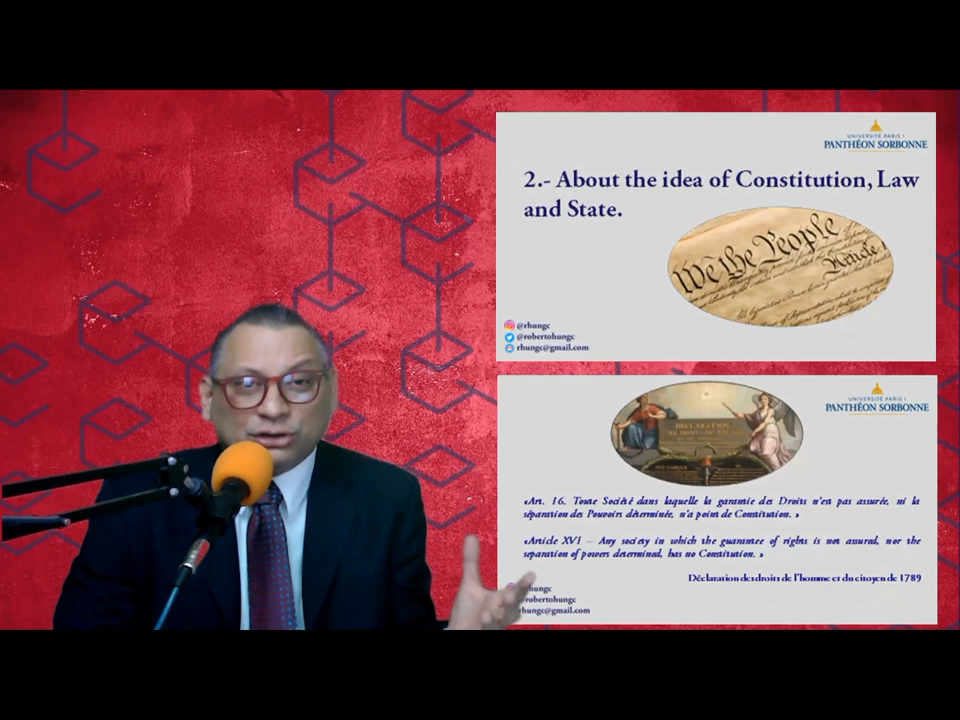 UNIVERSITÉ PARIS 1
PANTHÉON SORBONNE
2.- About the idea of Constitution, Law
and State.
We the People
Article
@rhungc
@robertohungc
rhungc@gmail.com
UNIVERSITÉ PARIS 1
PANTHÉON SORBONNE
DECLARATION
«Art. 16. Toute Société dans laquelle la garantie des Droits n'est pas assurée, ni la
séparation des Pouvoirs déterminée, n'a point de Constitution. »
«Article XVI – Any society in which the guarantee of rights is not assured, nor the
separation of powers determined, has no Constitution. »
Déclaration des droits de l'homme et du citoyen de 1789
hungc
robertohungc
rhungc@gmail.com